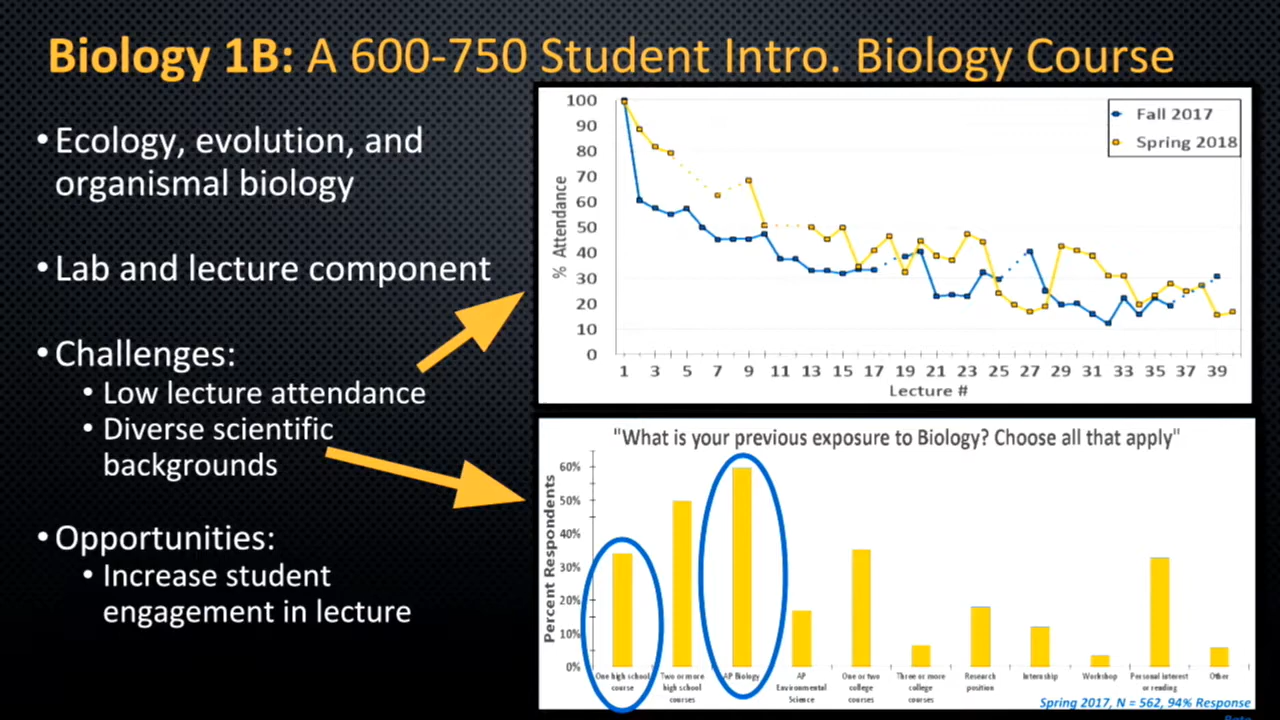 Biology 1B: A 600-750 Student Intro. Biology Course
• Ecology, evolution, and
organismal biology
• Lab and lecture component
• Challenges:
• Low lecture attendance
• Diverse scientific
backgrounds
• Opportunities:
• Increase student
engagement in lecture
100
90
80
70
60
50
40
30
20
10
0
% Attendance
Fall 2017
Spring 2018
1 3 5 7 9 11 13 15 17 19 21 23 25 27 29 31 33 35 37 39
Lecture #
"What is your previous exposure to Biology? Choose all that apply"
Percent Respondents
60%
50%
40%
30%
20%
10%
0%
One high school
course
Two or more
high school
courses
AP Biology
AP
Environmental
Science
One or two
college
courses
Three or more
college
courses
Research
position
Internship
Workshop
Personal interest
or reading
Other
Spring 2017, N = 562, 94% Response